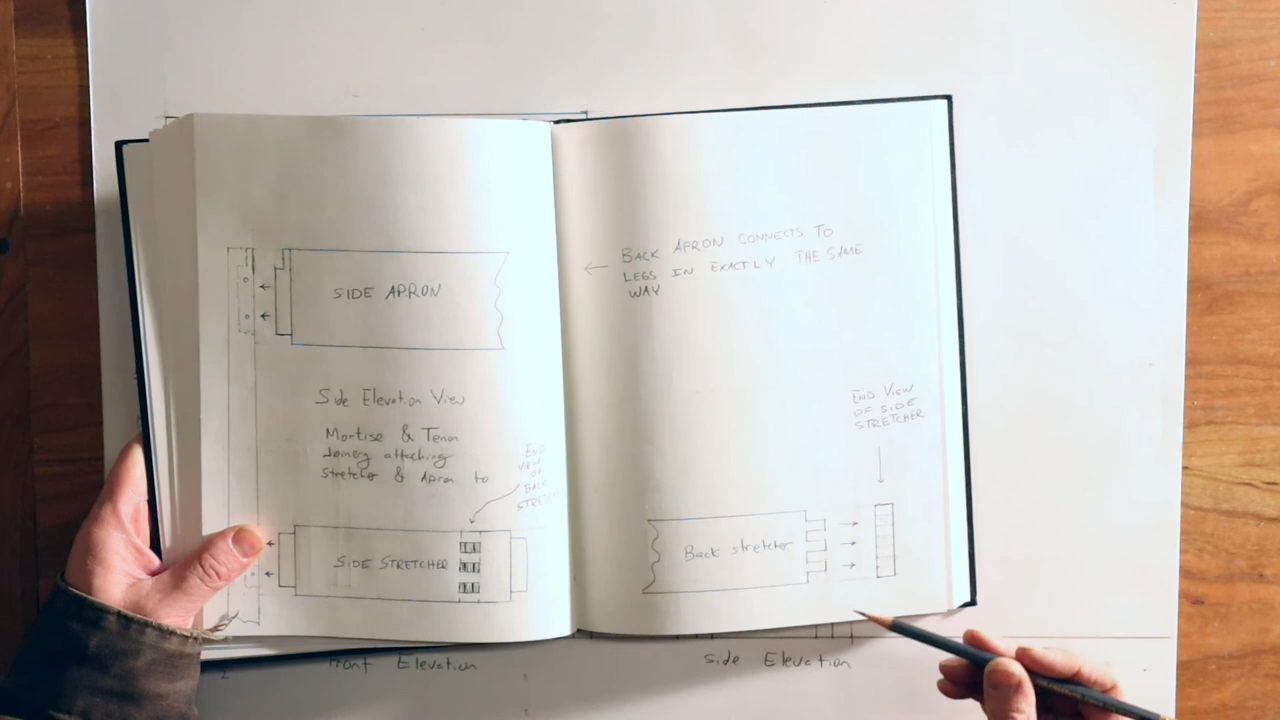 SIDE APRON
Side Elevation View
Mortise & Tenon
Joinery attaching
Stretcher & Apron to
END
VIEW
OF
BACK
SIDE STRETCHER
← BACK APRON CONNECTS TO
LEGS IN EXACTLY THE SAME
WAY
END VIEW
OF SIDE
STRETCHER
Back stretcher
Front Elevation
Side Elevation